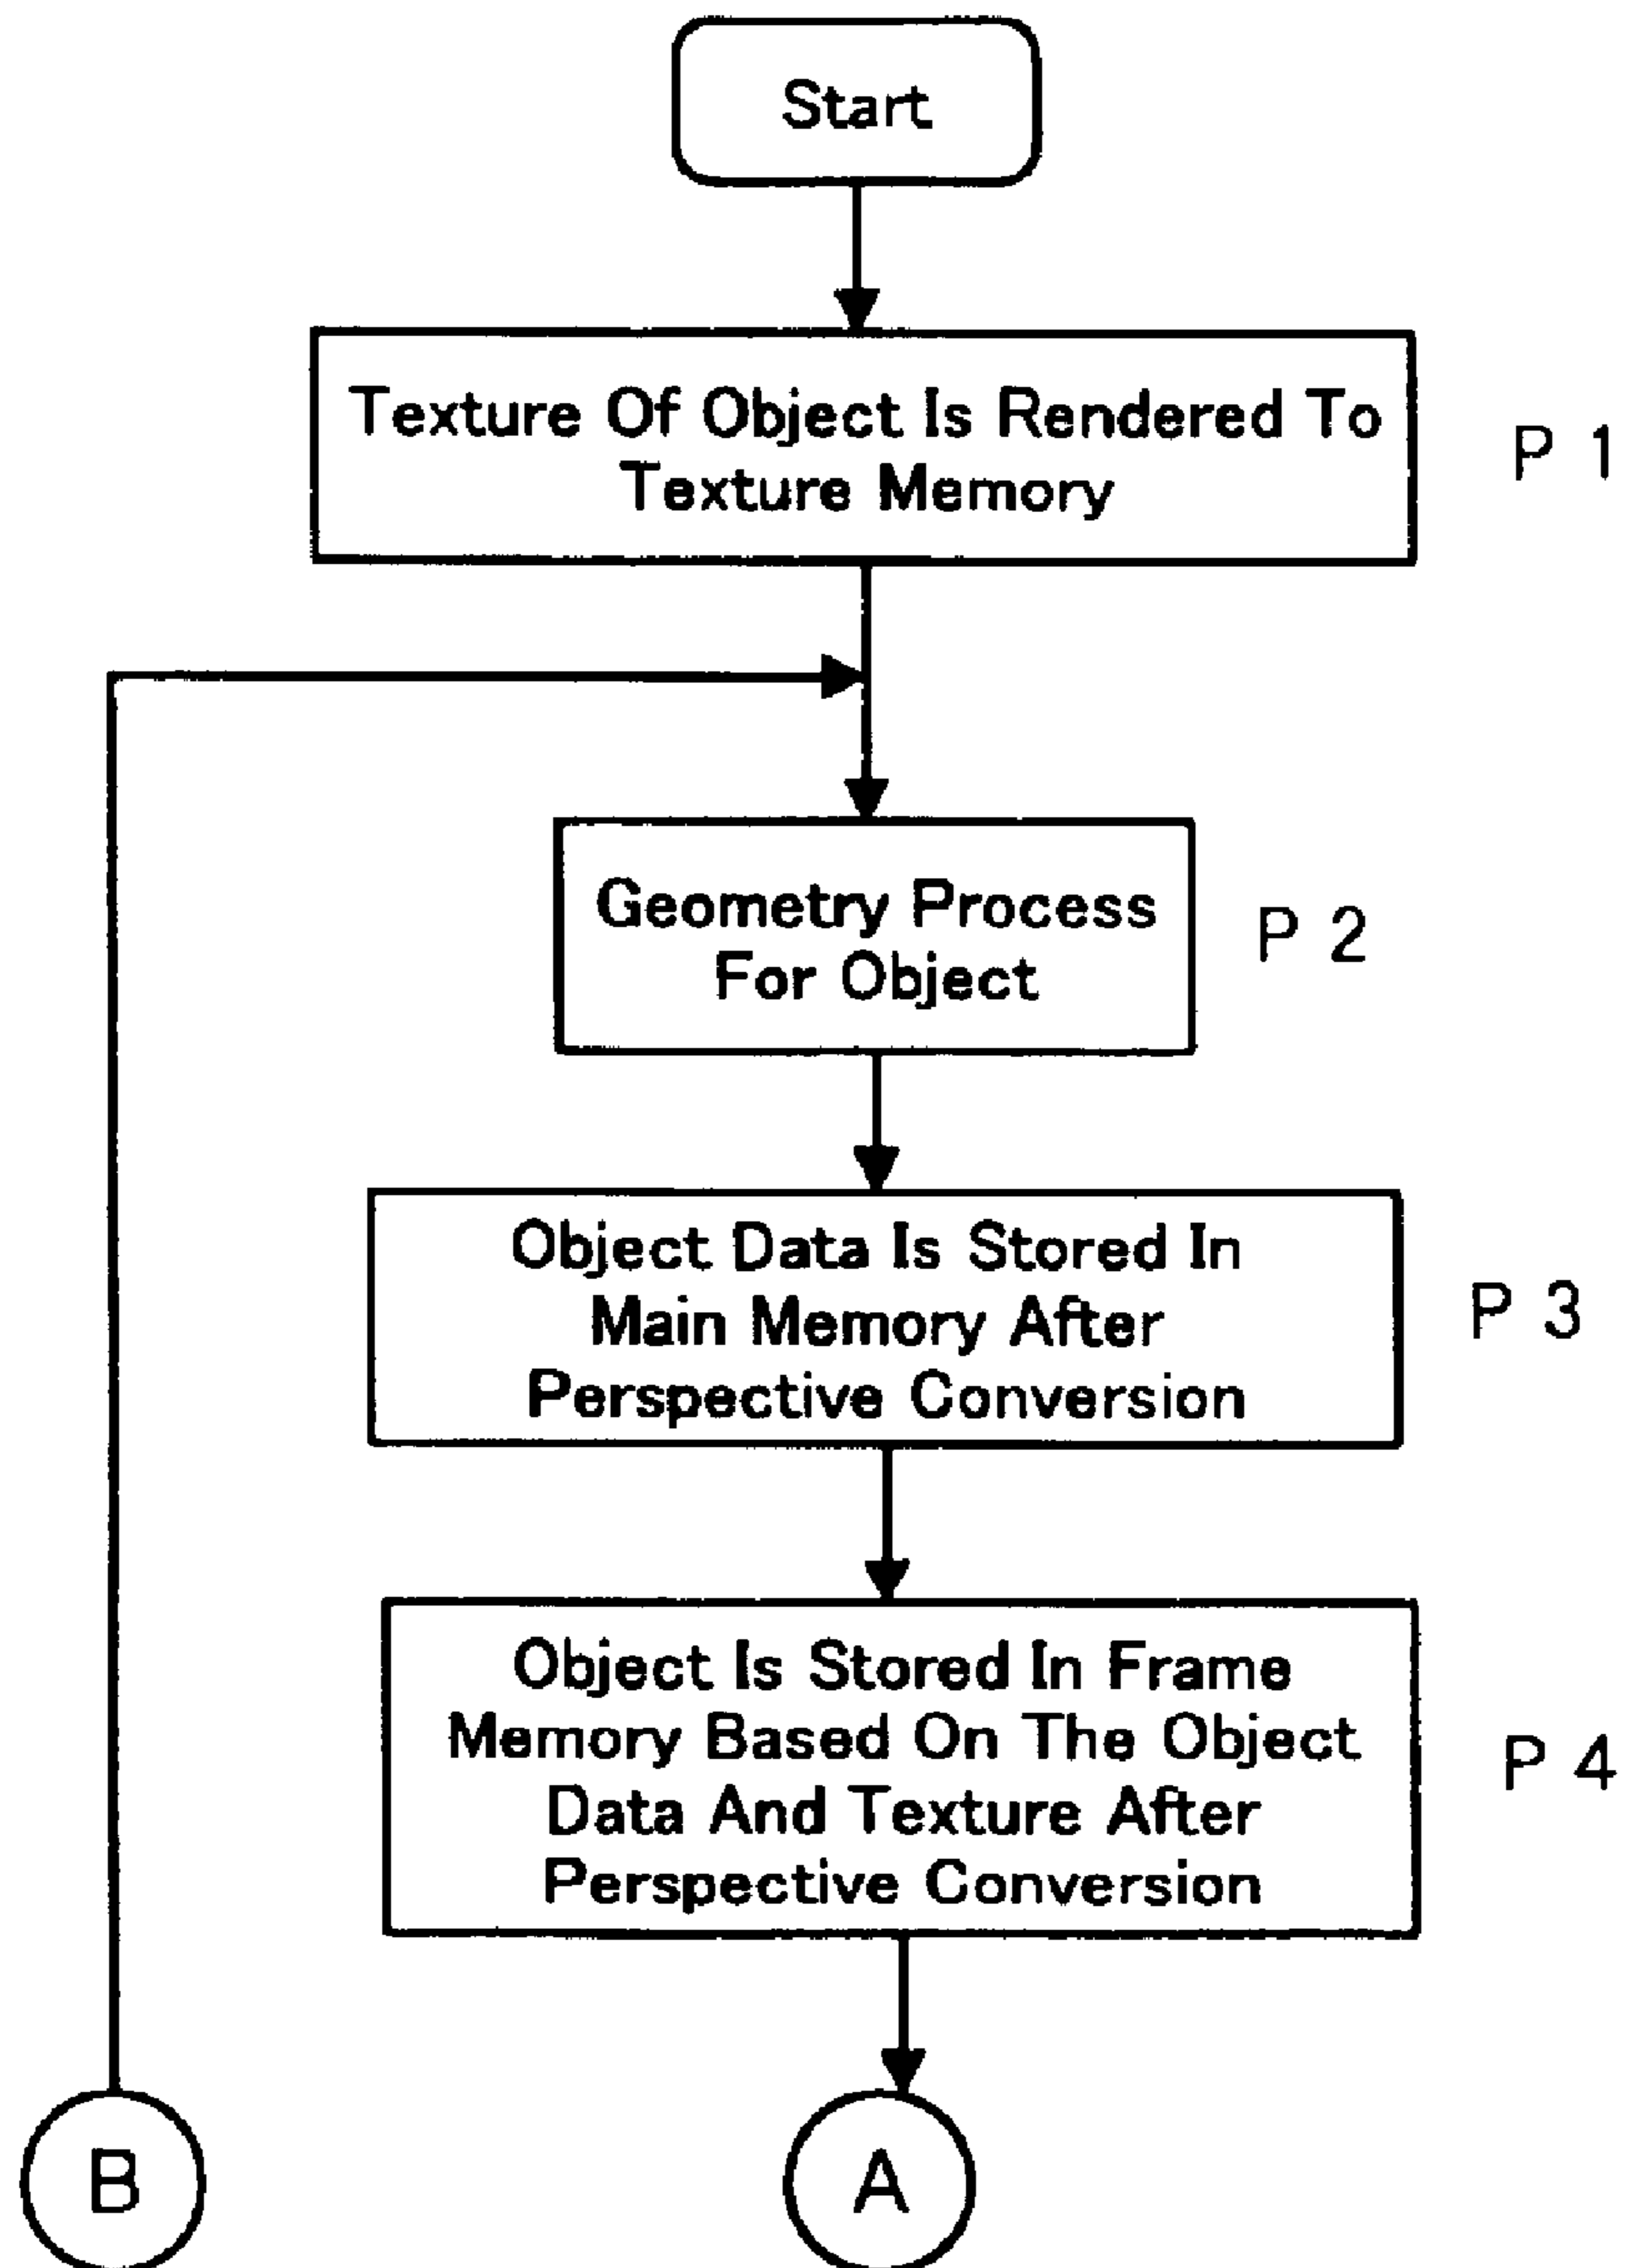 Start
Texture Of Object Is Rendered To
Texture Memory
P 1
Geometry Process
For Object
P 2
Object Data Is Stored In
Main Memory After
Perspective Conversion
P 3
Object Is Stored In Frame
Memory Based On The Object
Data And Texture After
Perspective Conversion
P 4
B
A